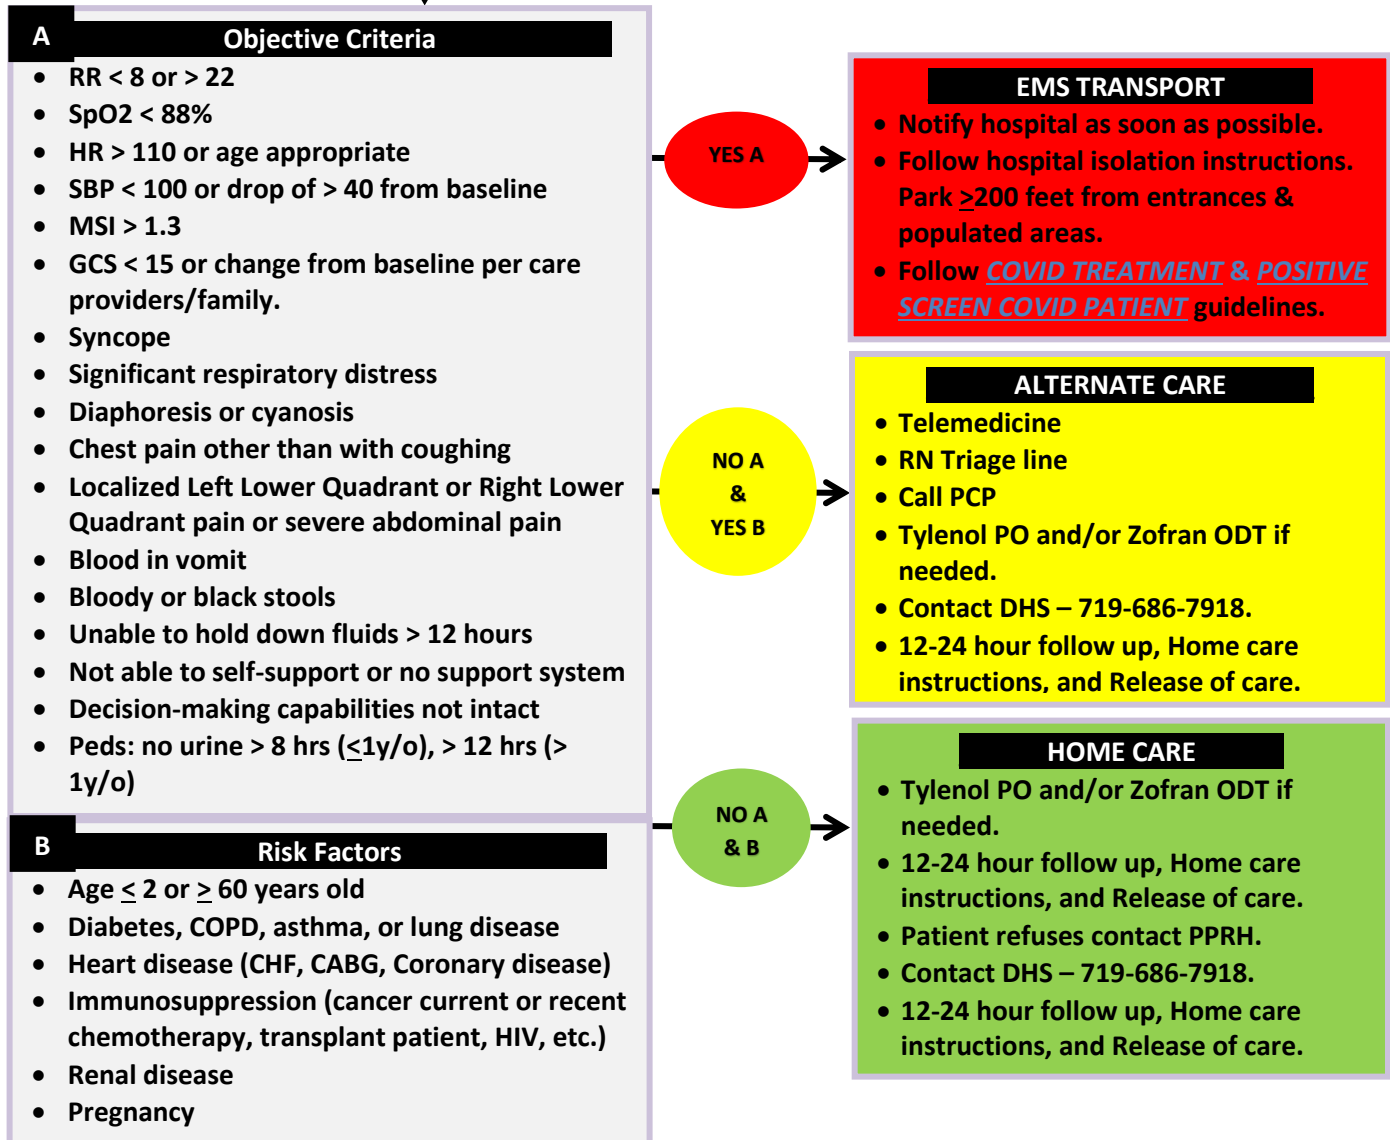 A
Objective Criteria
• RR < 8 or > 22
• SpO2 < 88%
• HR > 110 or age appropriate
• SBP < 100 or drop of > 40 from baseline
• MSI > 1.3
• GCS < 15 or change from baseline per care
providers/family.
• Syncope
• Significant respiratory distress
• Diaphoresis or cyanosis
• Chest pain other than with coughing
• Localized Left Lower Quadrant or Right Lower
Quadrant pain or severe abdominal pain
• Blood in vomit
• Bloody or black stools
• Unable to hold down fluids > 12 hours
• Not able to self-support or no support system
• Decision-making capabilities not intact
• Peds: no urine > 8 hrs (≤1y/o), > 12 hrs (>
1y/o)
B
Risk Factors
• Age ≤ 2 or ≥ 60 years old
• Diabetes, COPD, asthma, or lung disease
• Heart disease (CHF, CABG, Coronary disease)
• Immunosuppression (cancer current or recent
chemotherapy, transplant patient, HIV, etc.)
• Renal disease
• Pregnancy
YES A
EMS TRANSPORT
• Notify hospital as soon as possible.
• Follow hospital isolation instructions.
Park ≥200 feet from entrances &
populated areas.
• Follow COVID TREATMENT & POSITIVE
SCREEN COVID PATIENT guidelines.
NO A
&
YES B
ALTERNATE CARE
• Telemedicine
• RN Triage line
• Call PCP
• Tylenol PO and/or Zofran ODT if
needed.
• Contact DHS – 719-686-7918.
• 12-24 hour follow up, Home care
instructions, and Release of care.
NO A
& B
HOME CARE
• Tylenol PO and/or Zofran ODT if
needed.
• 12-24 hour follow up, Home care
instructions, and Release of care.
• Patient refuses contact PPRH.
• Contact DHS – 719-686-7918.
• 12-24 hour follow up, Home care
instructions, and Release of care.